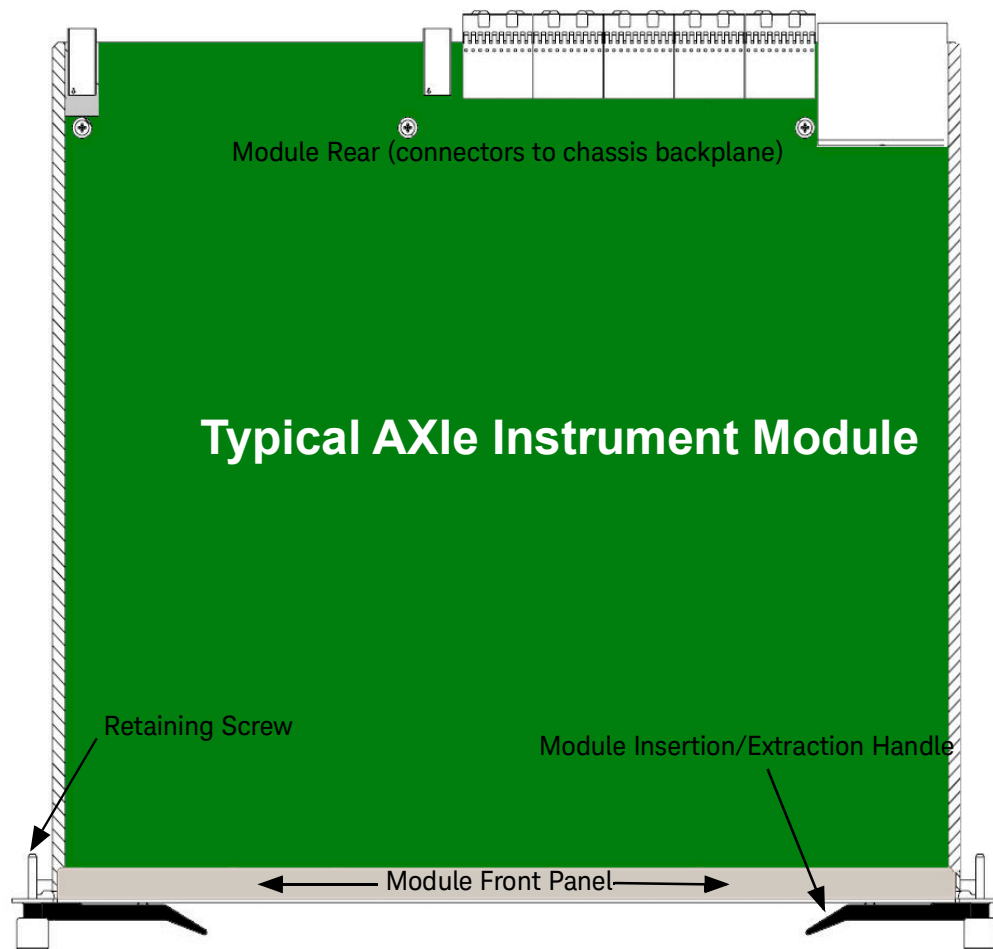 Module Rear (connectors to chassis backplane)
Typical AXIe Instrument Module
Retaining Screw
Module Insertion/Extraction Handle
Module Front Panel